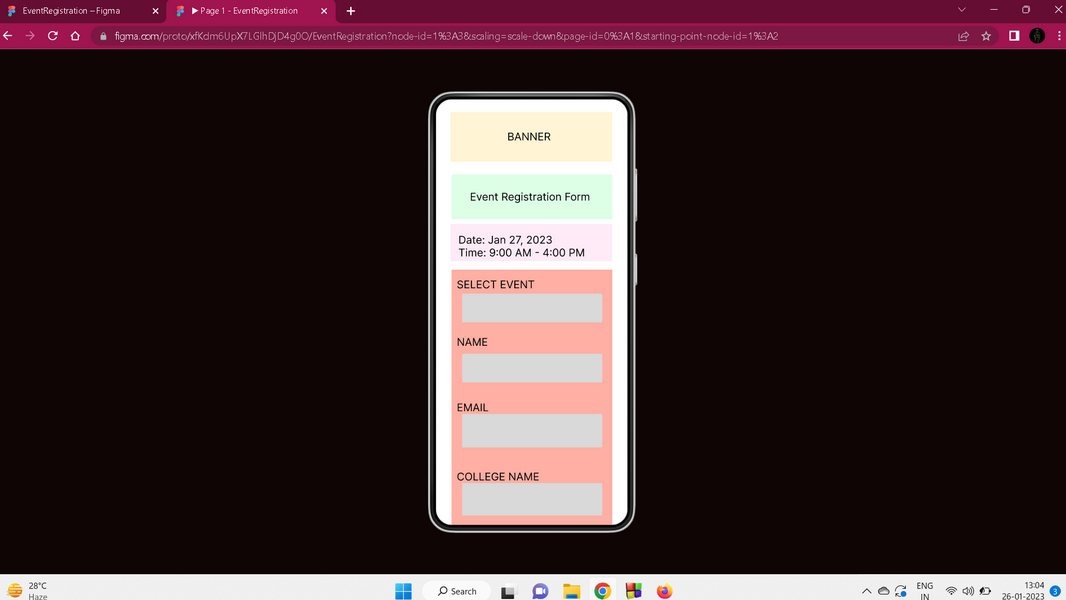 EventRegistration – Figma
Page 1 - EventRegistration
figma.com/proto/xfKdm6UpX7LGlhDjD4g0O/EventRegistration?node-id=1%3A3&scaling=scale-down&page-id=0%3A1&starting-point-node-id=1%3A2
BANNER
Event Registration Form
Date: Jan 27, 2023
Time: 9:00 AM - 4:00 PM
SELECT EVENT
NAME
EMAIL
COLLEGE NAME
28°C
Haze
Search
ENG
IN
13:04
26-01-2023
3